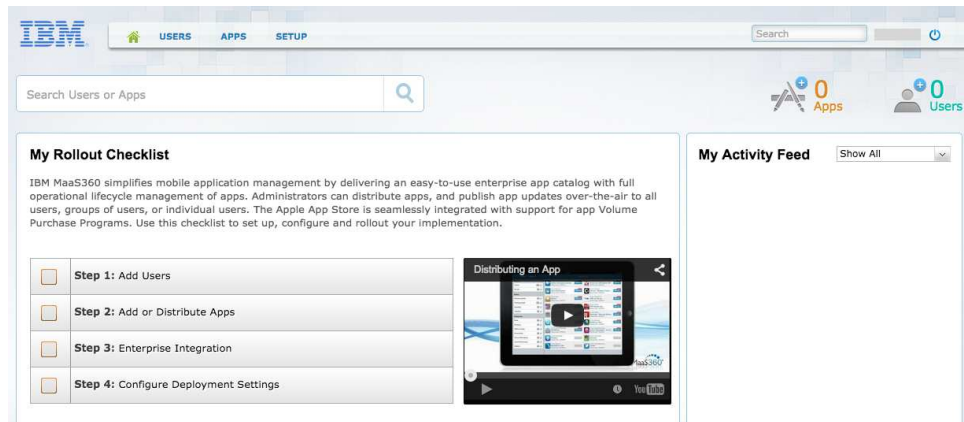 IBM
USERS APPS SETUP
Search
Search Users or Apps
0
Apps
0
Users
My Rollout Checklist
IBM MaaS360 simplifies mobile application management by delivering an easy-to-use enterprise app catalog with full
operational lifecycle management of apps. Administrators can distribute apps, and publish app updates over-the-air to all
users, groups of users, or individual users. The Apple App Store is seamlessly integrated with support for app Volume
Purchase Programs. Use this checklist to set up, configure and rollout your implementation.
Step 1: Add Users
Step 2: Add or Distribute Apps
Step 3: Enterprise Integration
Step 4: Configure Deployment Settings
Distributing an App
MaaS360
YouTube
My Activity Feed
Show All